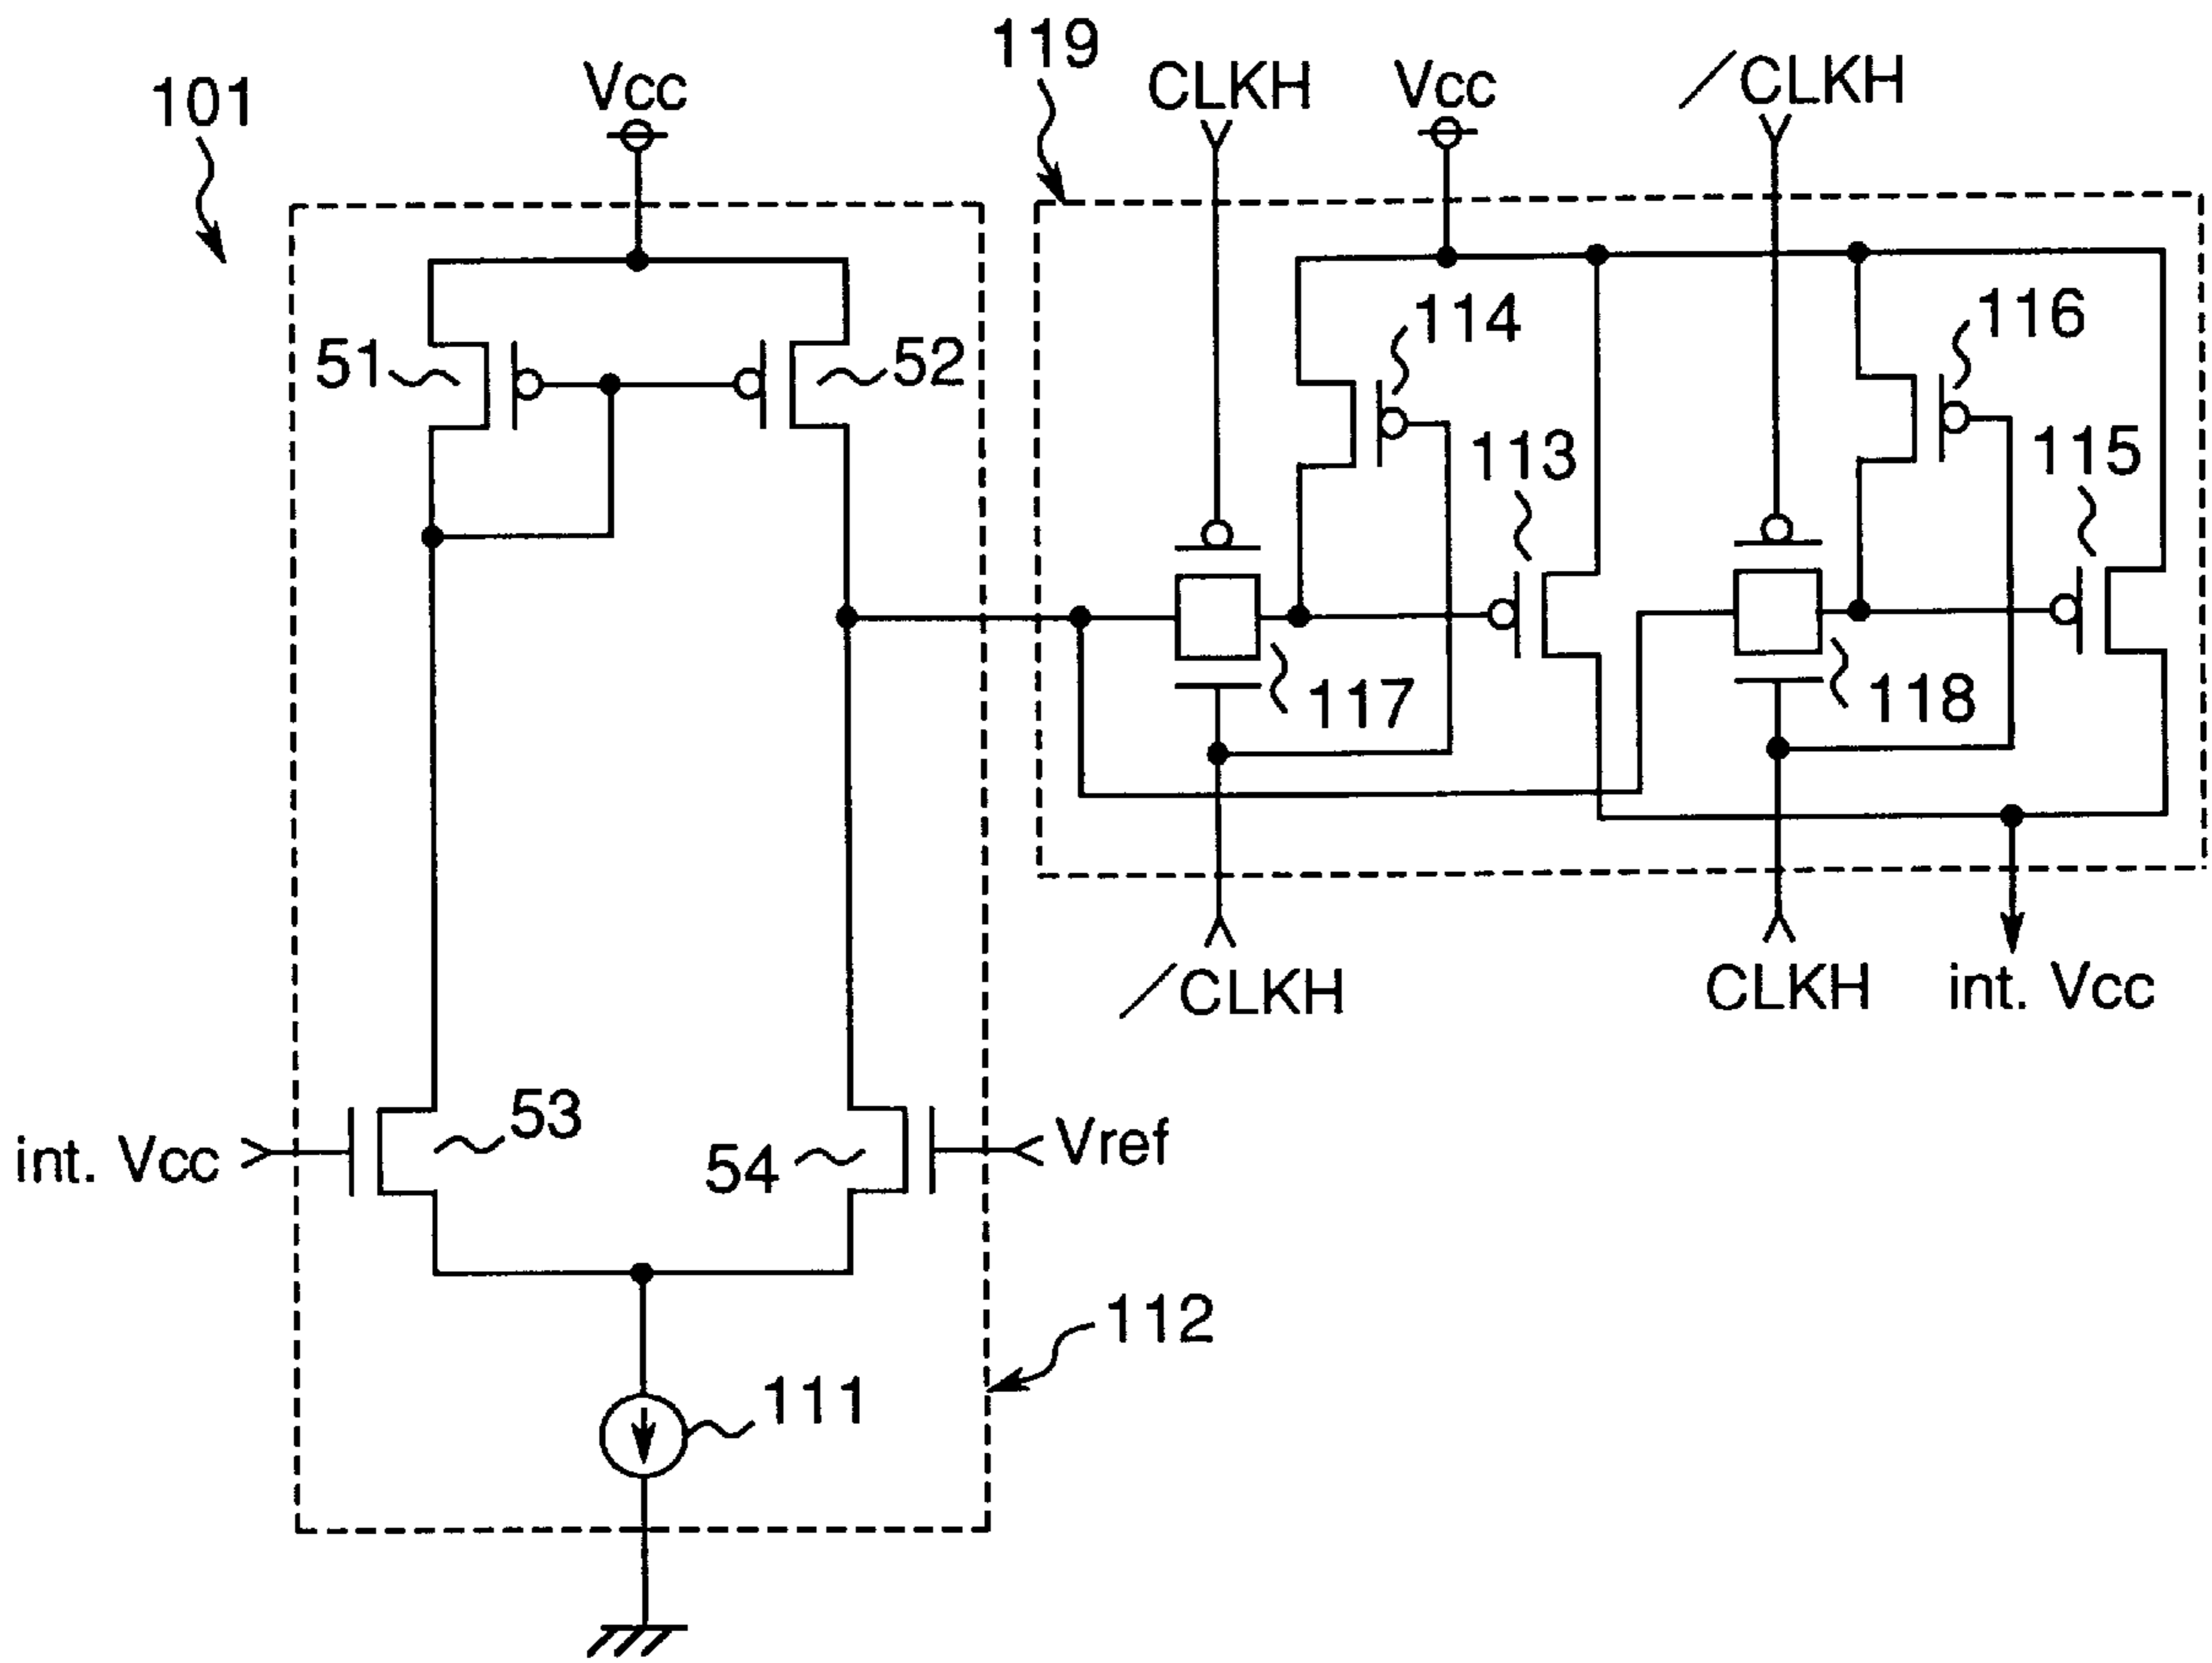 119
CLKH
Vcc
／CLKH
Vcc
101
114
116
51
52
113
115
117
118
／CLKH
CLKH
int. Vcc
53
int. Vcc
54
Vref
112
111